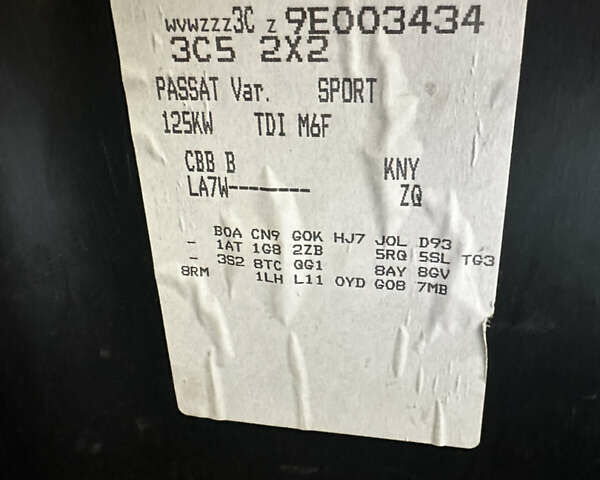 WVWZZZ3C Z 9E003434
3C5 2X2
PASSAT Var. SPORT
125KW TDI M6F
CBB B KNY
LA7W-------- ZQ
B0A CN9 G0K HJ7 J0L D93
- 1AT 1G8 2ZB 5RQ 5SL TG3
- 3S2 8TC QG1 8AY 8GV
8RM 1LH L11 0YD G08 7MB